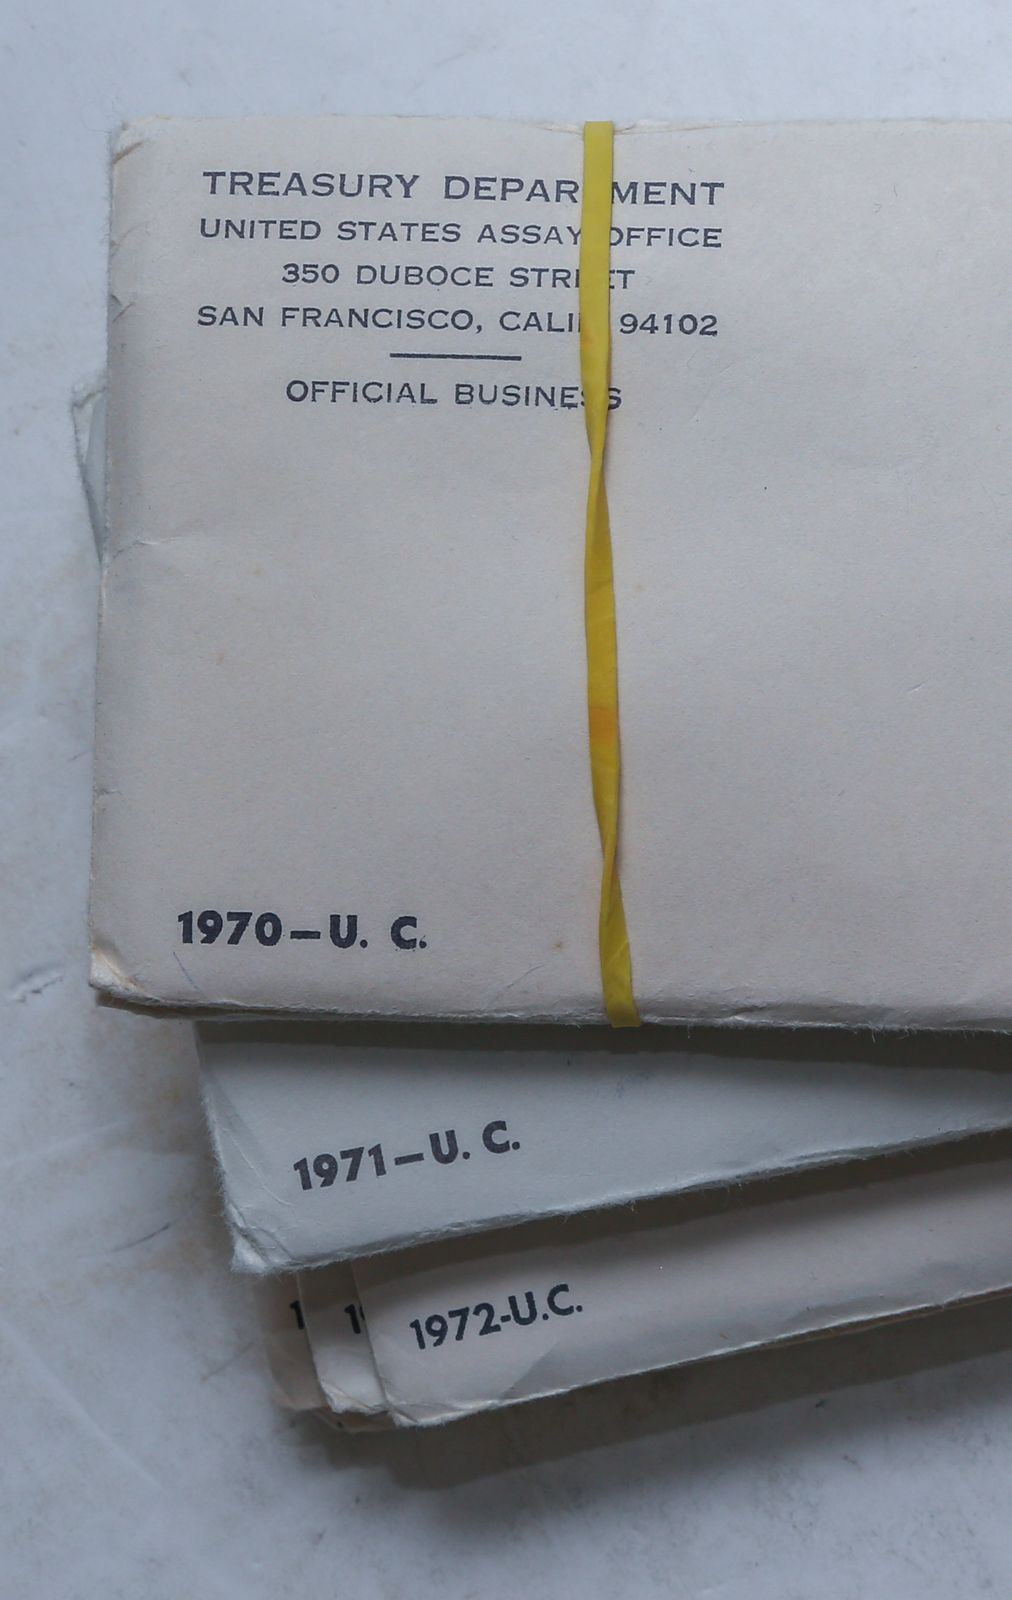 TREASURY DEPARTMENT
UNITED STATES ASSAY OFFICE
350 DUBOCE STREET
SAN FRANCISCO, CALIF. 94102
OFFICIAL BUSINESS
1970-U. C.
1971-U. C.
1972-U.C.